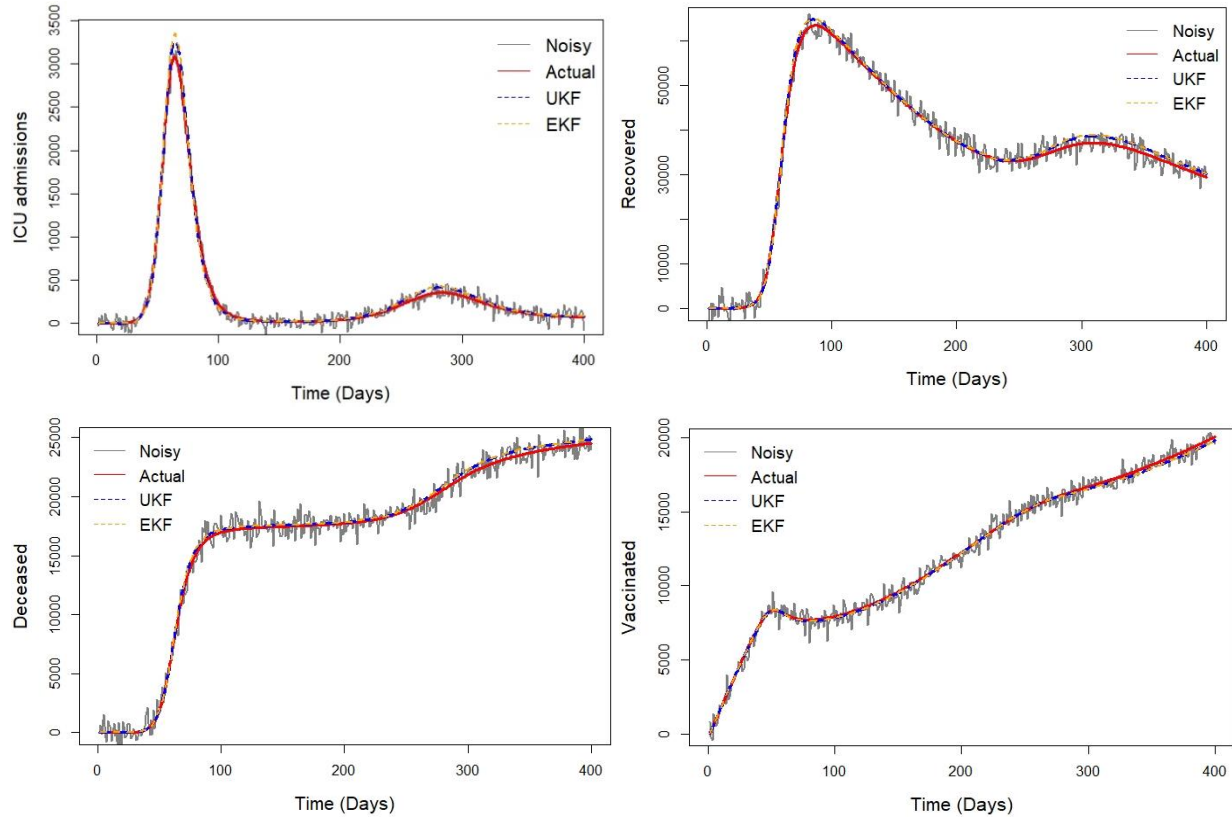 ICU admissions
3500
3000
2500
2000
1500
1000
500
0
Noisy
Actual
UKF
EKF
0 100 200 300 400
Time (Days)
Recovered
50000
30000
10000
0
Noisy
Actual
UKF
EKF
0 100 200 300 400
Time (Days)
Deceased
25000
20000
15000
10000
5000
0
Noisy
Actual
UKF
EKF
0 100 200 300 400
Time (Days)
Vaccinated
20000
15000
10000
5000
0
Noisy
Actual
UKF
EKF
0 100 200 300 400
Time (Days)